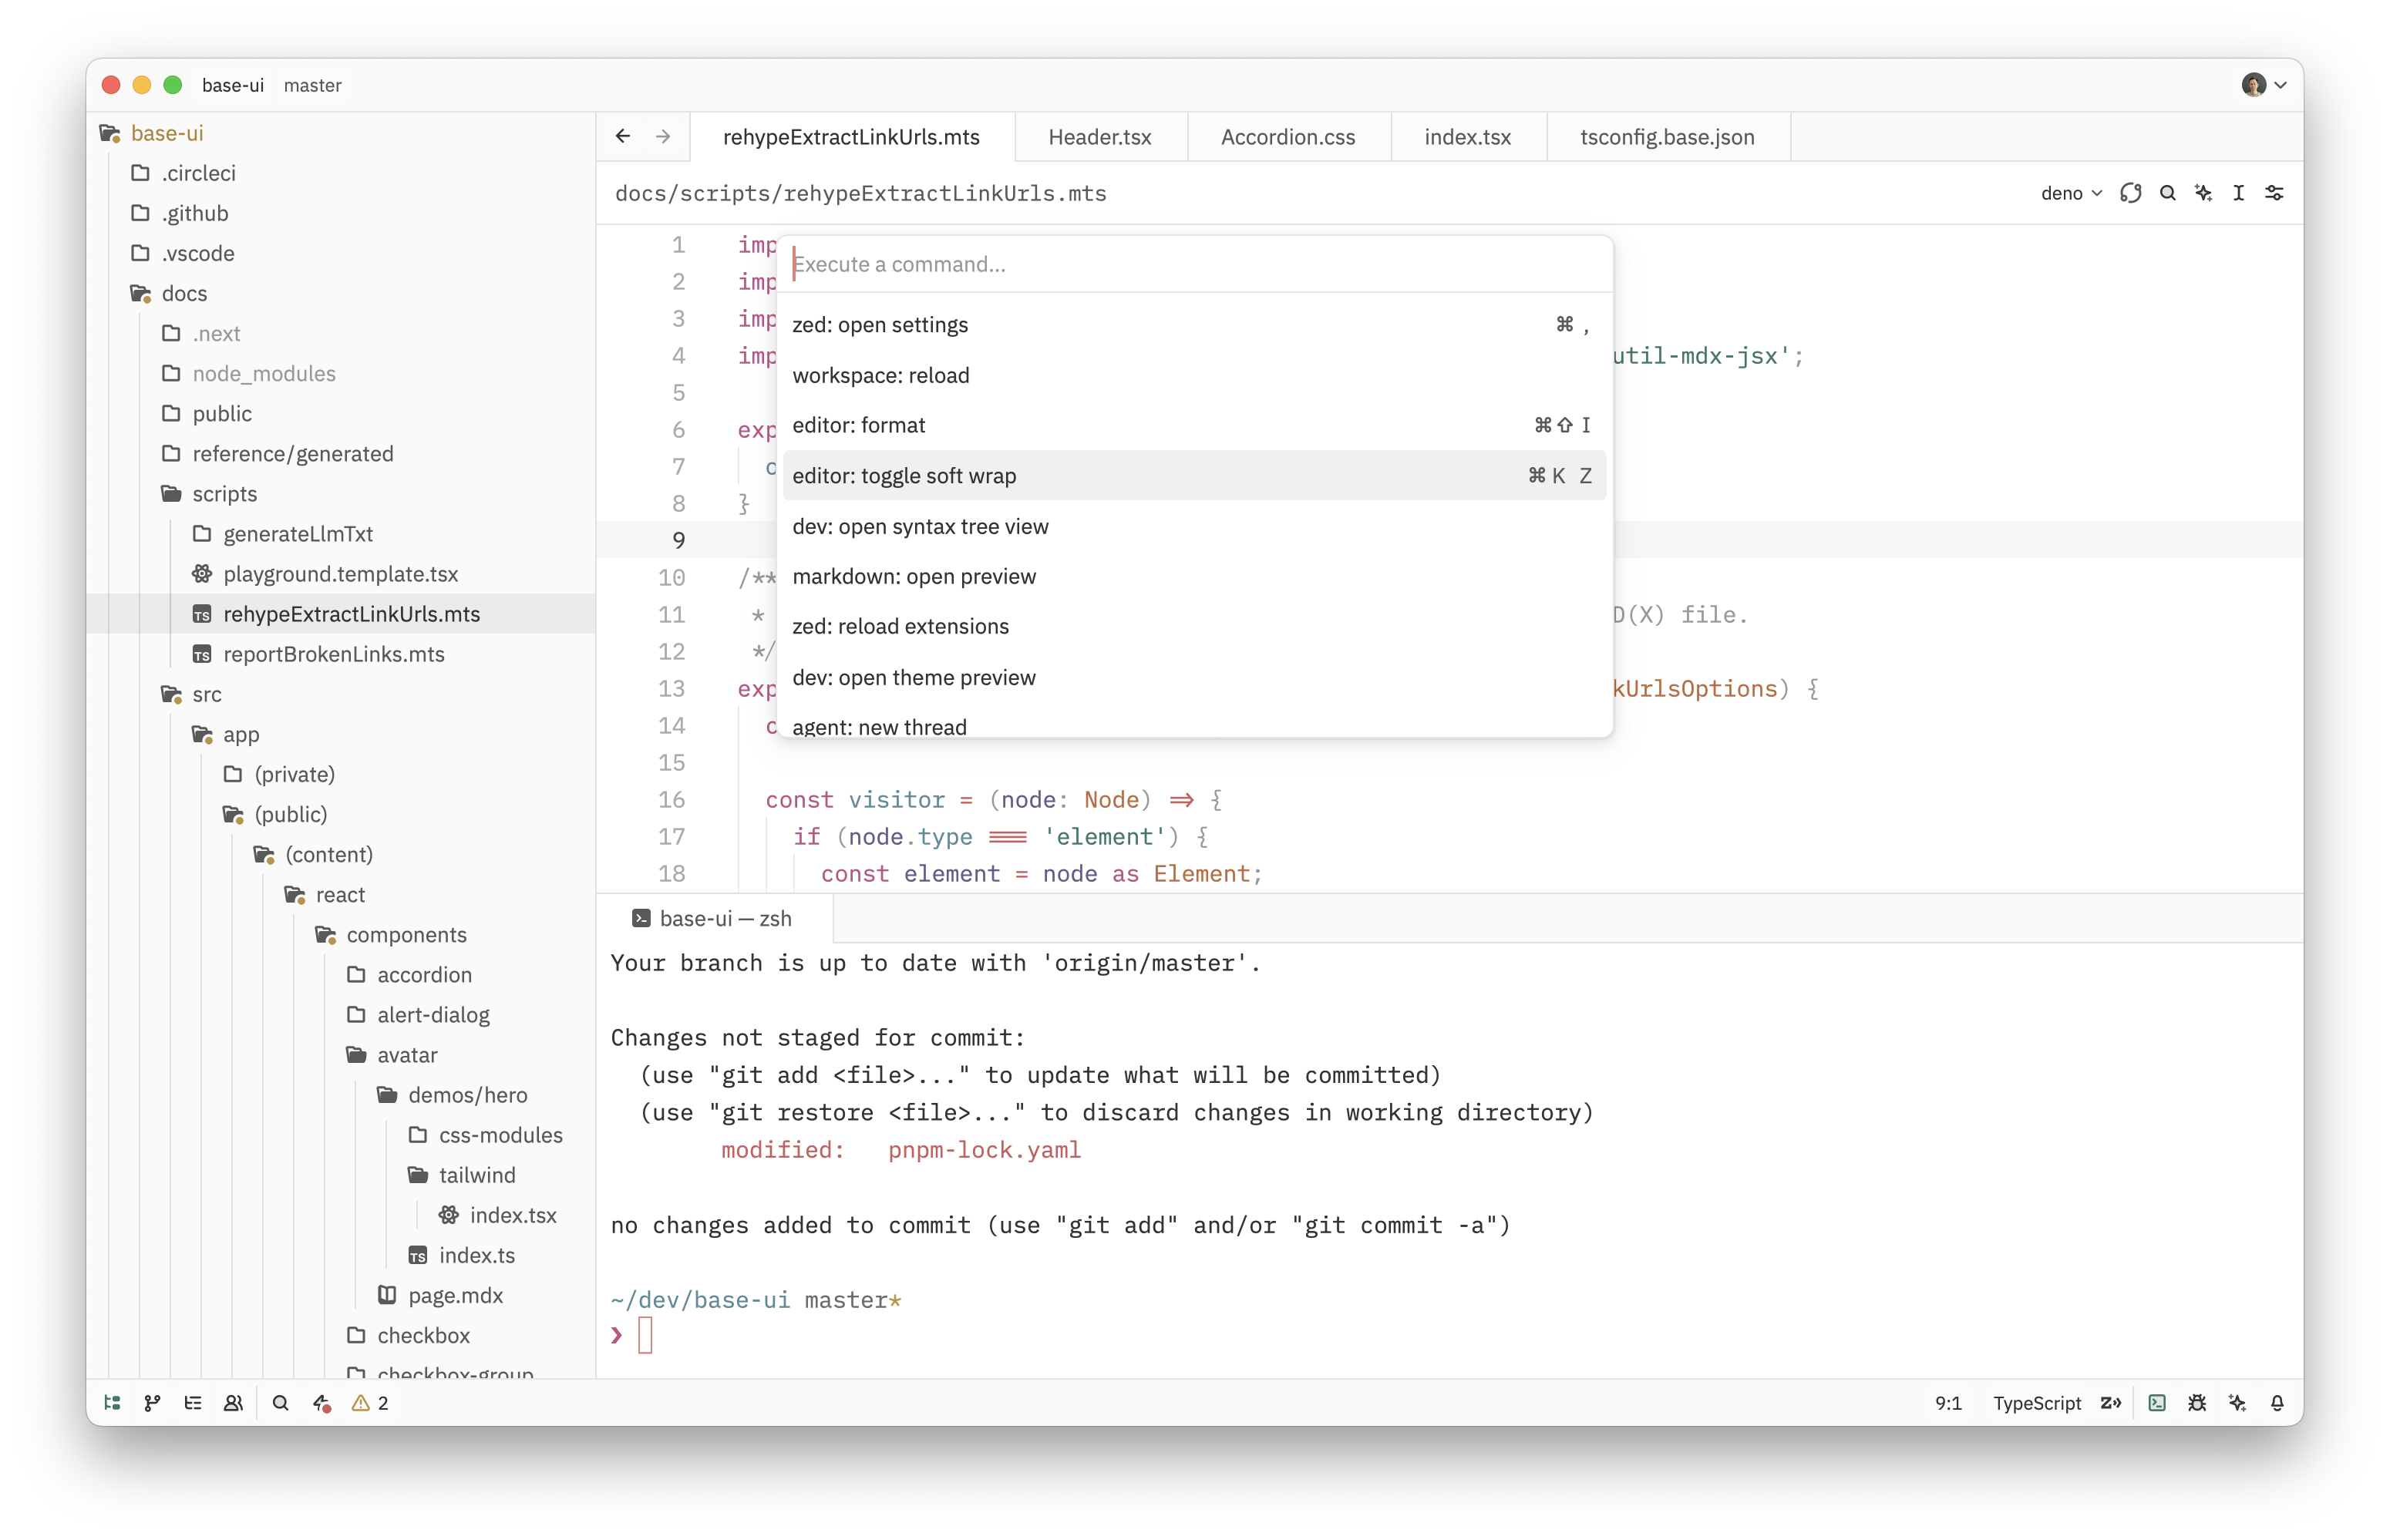 base-ui master
base-ui
.circleci
.github
.vscode
docs
.next
node_modules
public
reference/generated
scripts
generateLlmTxt
playground.template.tsx
TS rehypeExtractLinkUrls.mts
TS reportBrokenLinks.mts
src
app
(private)
(public)
(content)
react
components
accordion
alert-dialog
avatar
demos/hero
css-modules
tailwind
index.tsx
TS index.ts
page.mdx
checkbox
checkbox-group
rehypeExtractLinkUrls.mts Header.tsx Accordion.css index.tsx tsconfig.base.json
docs/scripts/rehypeExtractLinkUrls.mts deno
1 imp
2 imp
3 imp
4 imp util-mdx-jsx';
5
6 exp
7 o
8 }
9
10 /**
11 * D(X) file.
12 */
13 exp kUrlsOptions) {
14 c
15
16 const visitor = (node: Node) => {
17 if (node.type === 'element') {
18 const element = node as Element;
Execute a command...
zed: open settings ⌘ ,
workspace: reload
editor: format ⌘⇧ I
editor: toggle soft wrap ⌘K Z
dev: open syntax tree view
markdown: open preview
zed: reload extensions
dev: open theme preview
agent: new thread
base-ui — zsh
Your branch is up to date with 'origin/master'.
Changes not staged for commit:
(use "git add <file>..." to update what will be committed)
(use "git restore <file>..." to discard changes in working directory)
modified: pnpm-lock.yaml
no changes added to commit (use "git add" and/or "git commit -a")
~/dev/base-ui master*
❯
2 9:1 TypeScript